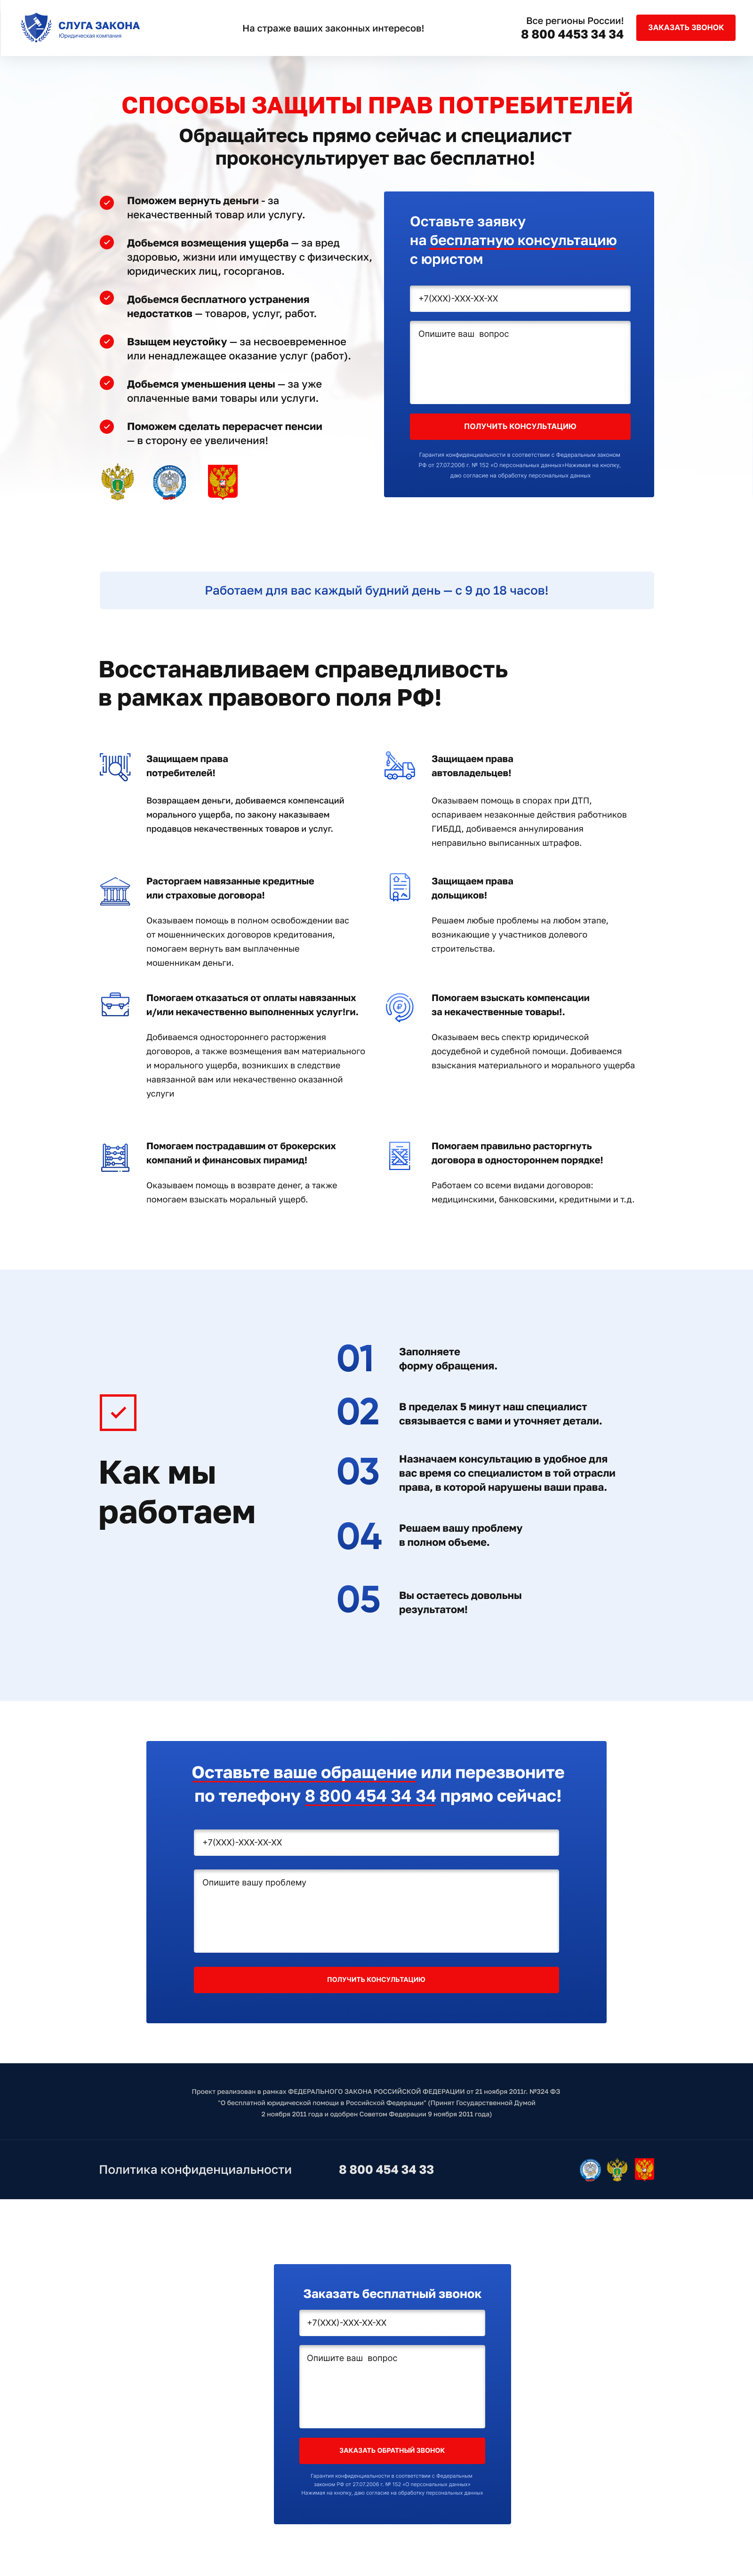 СЛУГА ЗАКОНА
Юридическая компания
На страже ваших законных интересов!
Все регионы России!
8 800 4453 34 34
ЗАКАЗАТЬ ЗВОНОК
СПОСОБЫ ЗАЩИТЫ ПРАВ ПОТРЕБИТЕЛЕЙ
Обращайтесь прямо сейчас и специалист
проконсультирует вас бесплатно!
Поможем вернуть деньги - за
некачественный товар или услугу.
Добьемся возмещения ущерба — за вред
здоровью, жизни или имуществу с физических,
юридических лиц, госорганов.
Добьемся бесплатного устранения
недостатков — товаров, услуг, работ.
Взыщем неустойку — за несвоевременное
или ненадлежащее оказание услуг (работ).
Добьемся уменьшения цены — за уже
оплаченные вами товары или услуги.
Поможем сделать перерасчет пенсии
— в сторону ее увеличения!
Оставьте заявку
на бесплатную консультацию
с юристом
+7(XXX)-XXX-XX-XX
Опишите ваш  вопрос
ПОЛУЧИТЬ КОНСУЛЬТАЦИЮ
Гарантия конфиденциальности в соответствии с Федеральным законом
РФ от 27.07.2006 г. № 152 «О персональных данных»Нажимая на кнопку,
даю согласие на обработку персональных данных
Работаем для вас каждый будний день — с 9 до 18 часов!
Восстанавливаем справедливость
в рамках правового поля РФ!
Защищаем права
потребителей!
Возвращаем деньги, добиваемся компенсаций
морального ущерба, по закону наказываем
продавцов некачественных товаров и услуг.
Защищаем права
автовладельцев!
Оказываем помощь в спорах при ДТП,
оспариваем незаконные действия работников
ГИБДД, добиваемся аннулирования
неправильно выписанных штрафов.
Расторгаем навязанные кредитные
или страховые договора!
Оказываем помощь в полном освобождении вас
от мошеннических договоров кредитования,
помогаем вернуть вам выплаченные
мошенникам деньги.
Защищаем права
дольщиков!
Решаем любые проблемы на любом этапе,
возникающие у участников долевого
строительства.
Помогаем отказаться от оплаты навязанных
и/или некачественно выполненных услуг!ги.
Добиваемся одностороннего расторжения
договоров, а также возмещения вам материального
и морального ущерба, возникших в следствие
навязанной вам или некачественно оказанной
услуги
Помогаем взыскать компенсации
за некачественные товары!.
Оказываем весь спектр юридической
досудебной и судебной помощи. Добиваемся
взыскания материального и морального ущерба
Помогаем пострадавшим от брокерских
компаний и финансовых пирамид!
Оказываем помощь в возврате денег, а также
помогаем взыскать моральный ущерб.
Помогаем правильно расторгнуть
договора в одностороннем порядке!
Работаем со всеми видами договоров:
медицинскими, банковскими, кредитными и т.д.
Как мы
работаем
01
Заполняете
форму обращения.
02
В пределах 5 минут наш специалист
связывается с вами и уточняет детали.
03
Назначаем консультацию в удобное для
вас время со специалистом в той отрасли
права, в которой нарушены ваши права.
04
Решаем вашу проблему
в полном объеме.
05
Вы остаетесь довольны
результатом!
Оставьте ваше обращение или перезвоните
по телефону 8 800 454 34 34 прямо сейчас!
+7(XXX)-XXX-XX-XX
Опишите вашу проблему
ПОЛУЧИТЬ КОНСУЛЬТАЦИЮ
Проект реализован в рамках ФЕДЕРАЛЬНОГО ЗАКОНА РОССИЙСКОЙ ФЕДЕРАЦИИ от 21 ноября 2011г. №324 ФЗ
"О бесплатной юридической помощи в Российской Федерации" (Принят Государственной Думой
2 ноября 2011 года и одобрен Советом Федерации 9 ноября 2011 года)
Политика конфиденциальности
8 800 454 34 33
Заказать бесплатный звонок
+7(XXX)-XXX-XX-XX
Опишите ваш  вопрос
ЗАКАЗАТЬ ОБРАТНЫЙ ЗВОНОК
Гарантия конфиденциальности в соответствии с Федеральным
законом РФ от 27.07.2006 г. № 152 «О персональных данных»
Нажимая на кнопку, даю согласие на обработку персональных данных